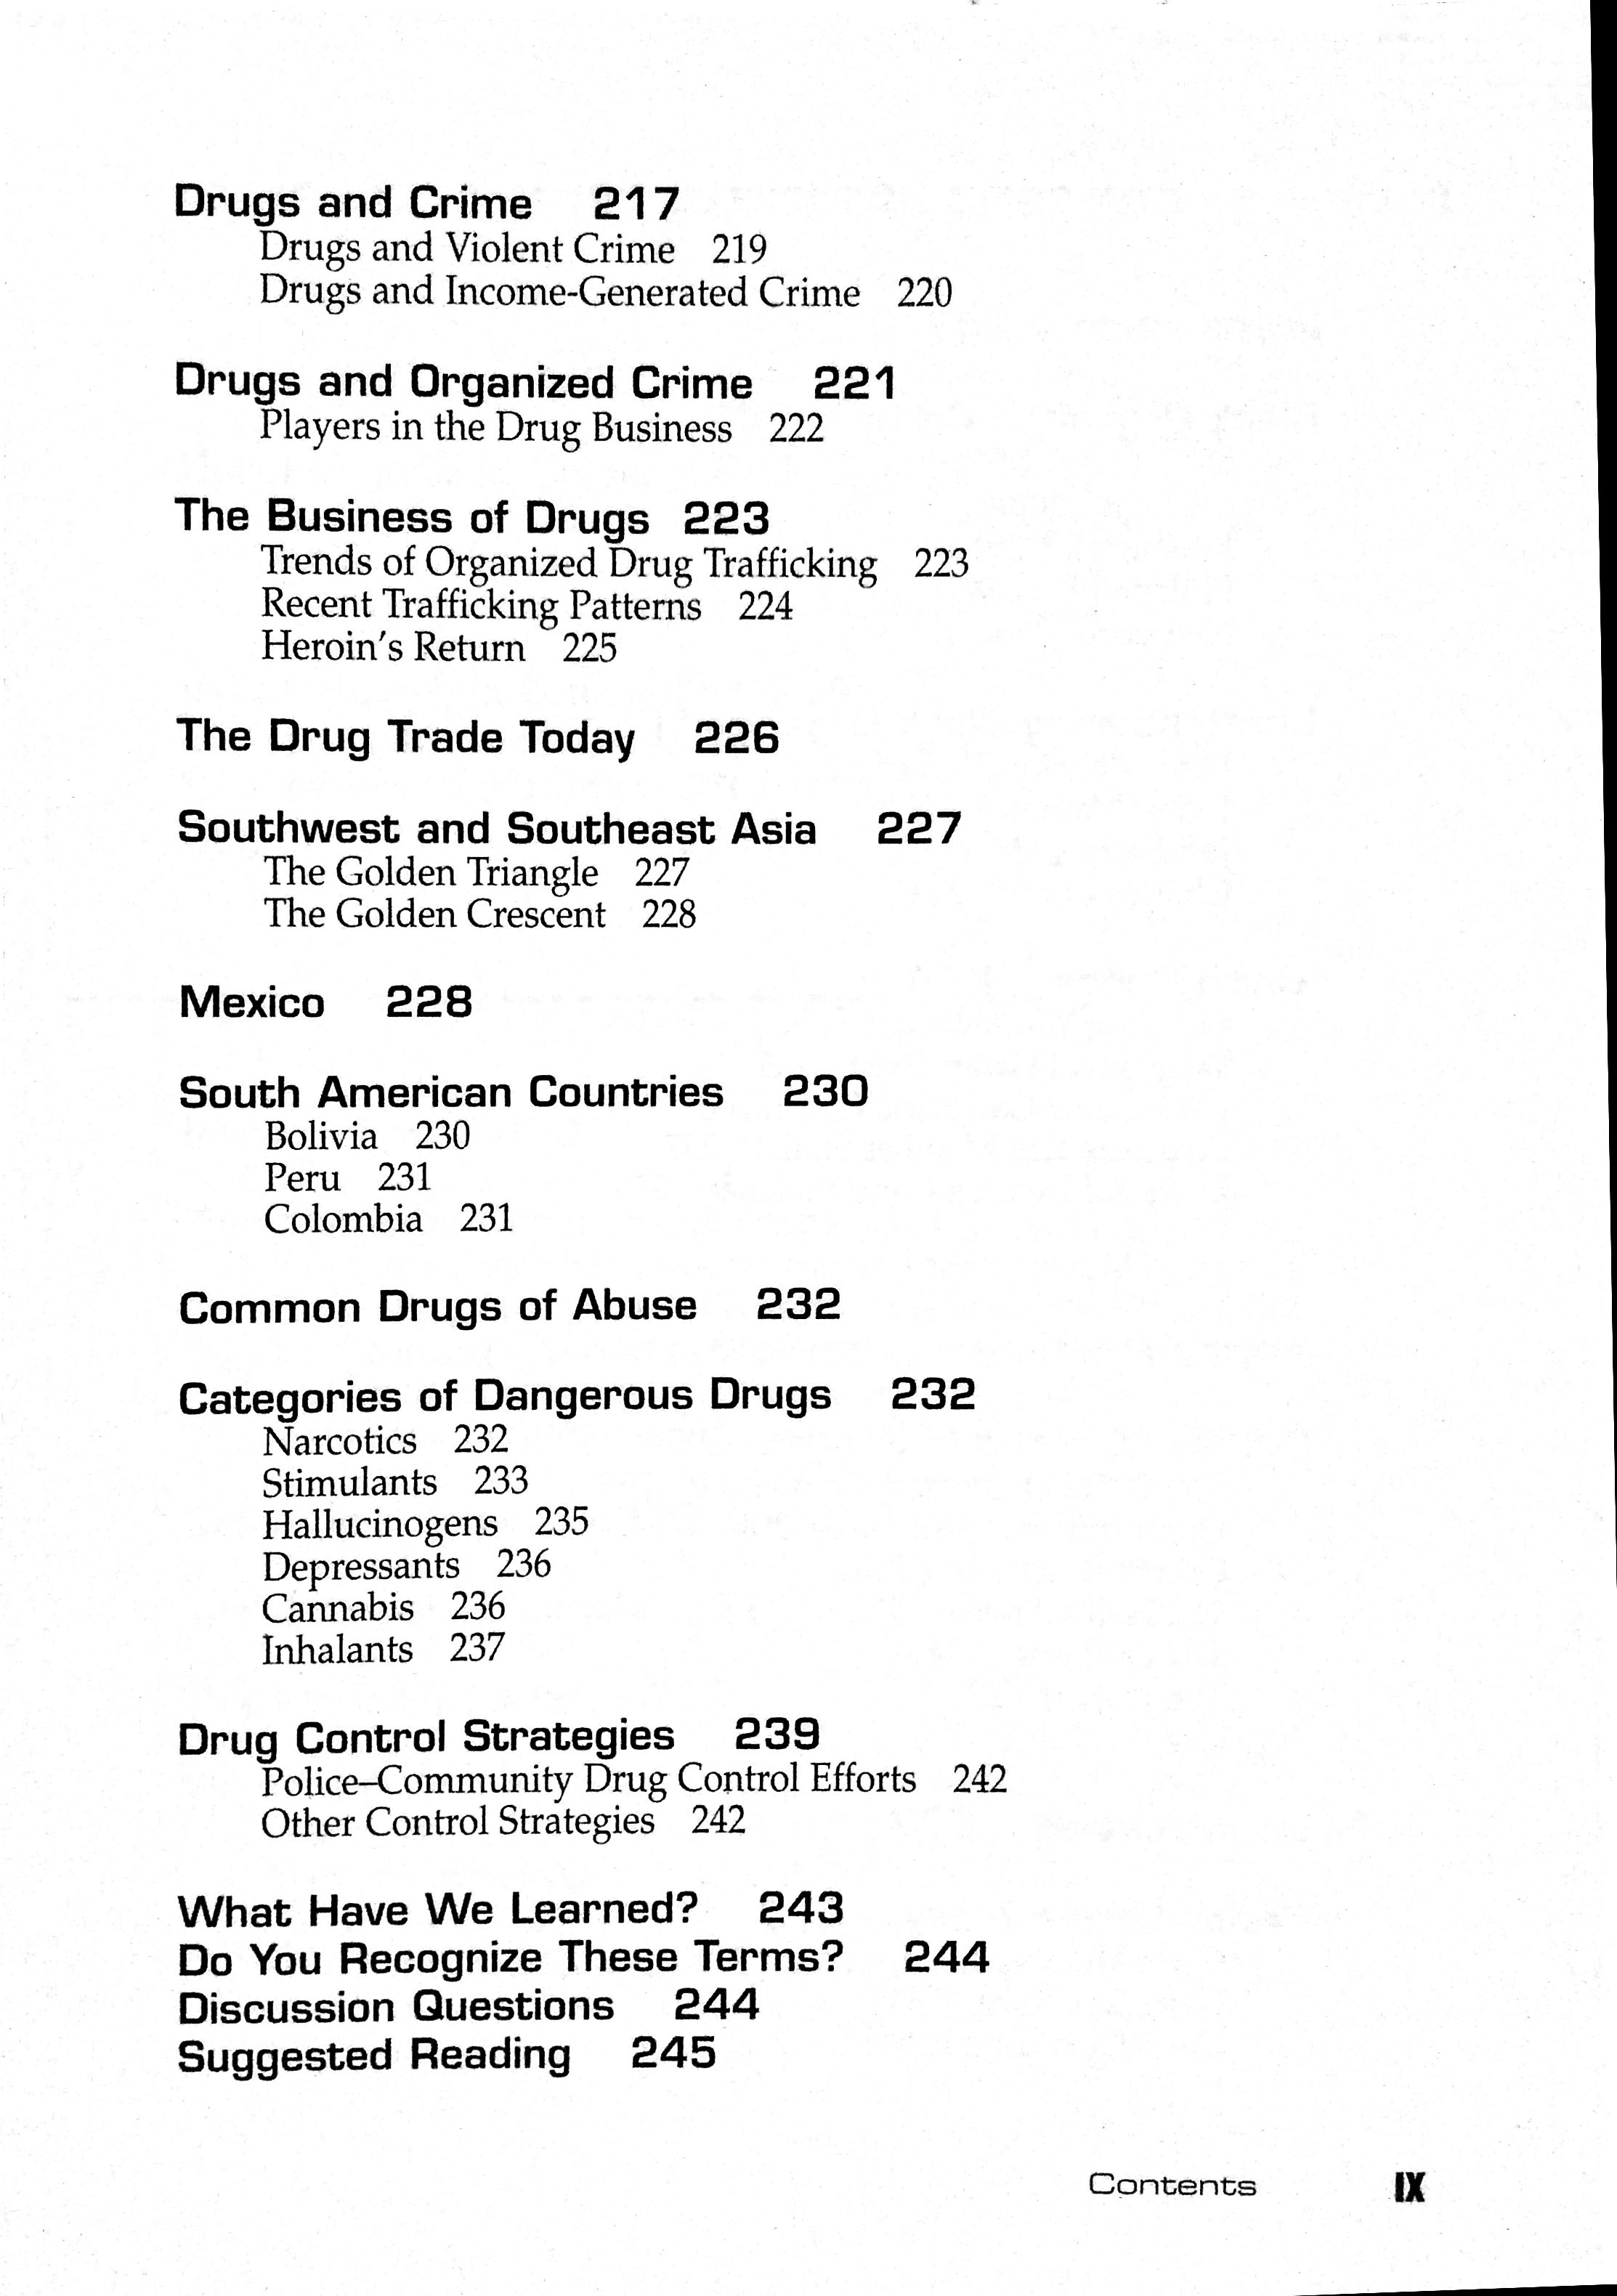 Drugs and Crime 217
Drugs and Violent Crime 219
Drugs and Income-Generated Crime 220
Drugs and Organized Crime 221
Players in the Drug Business 222
The Business of Drugs 223
Trends of Organized Drug Trafficking 223
Recent Trafficking Patterns 224
Heroin's Return 225
The Drug Trade Today 226
Southwest and Southeast Asia 227
The Golden Triangle 227
The Golden Crescent 228
Mexico 228
South American Countries 230
Bolivia 230
Peru 231
Colombia 231
Common Drugs of Abuse 232
Categories of Dangerous Drugs 232
Narcotics 232
Stimulants 233
Hallucinogens 235
Depressants 236
Cannabis 236
Inhalants 237
Drug Control Strategies 239
Police–Community Drug Control Efforts 242
Other Control Strategies 242
What Have We Learned? 243
Do You Recognize These Terms? 244
Discussion Questions 244
Suggested Reading 245
Contents IX